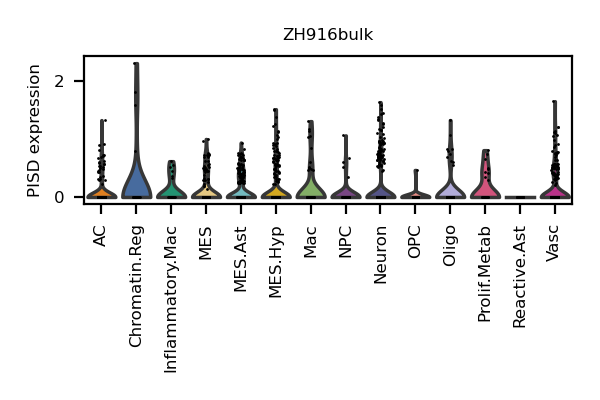 ZH916bulk
PISD expression
2
0
AC
Chromatin.Reg
Inflammatory.Mac
MES
MES.Ast
MES.Hyp
Mac
NPC
Neuron
OPC
Oligo
Prolif.Metab
Reactive.Ast
Vasc